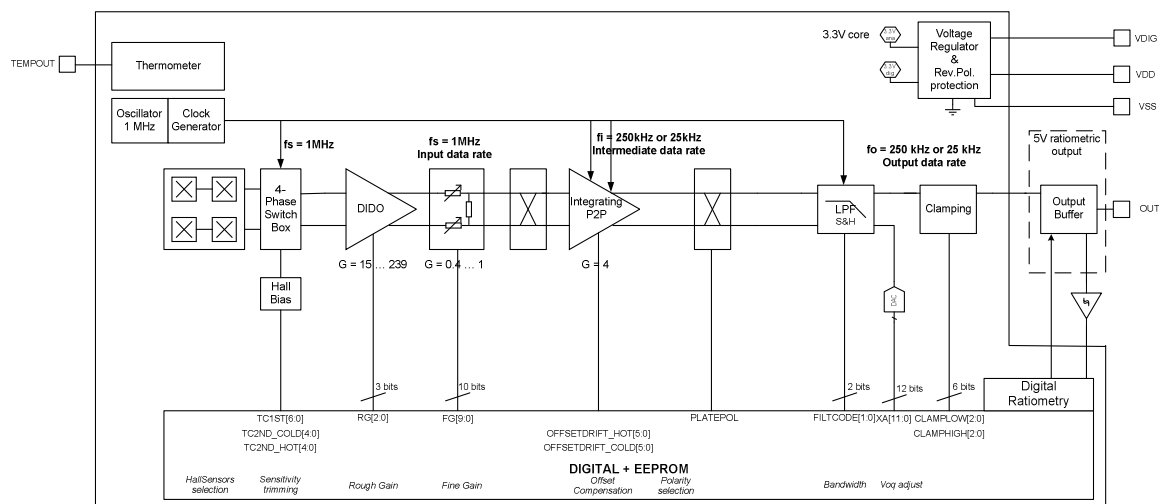 3.3V core
3.3V
ana
3.3V
dig
Voltage
Regulator
&
Rev.Pol.
protection
VDIG
VDD
VSS
TEMPOUT
Thermometer
Oscillator
1 MHz
Clock
Generator
fs = 1MHz
fs = 1MHz
Input data rate
fi = 250kHz or 25kHz
Intermediate data rate
fo = 250 kHz or 25 kHz
Output data rate
5V ratiometric
output
4-
Phase
Switch
Box
DIDO
Integrating
P2P
LPF
S&H
Clamping
Output
Buffer
OUT
G = 15 ... 239
G = 0.4 .. 1
G = 4
Hall
Bias
DAC
3 bits
10 bits
2 bits
12 bits
6 bits
Digital
Ratiometry
TC1ST[6:0]
TC2ND_COLD[4:0]
TC2ND_HOT[4:0]
RG[2:0]
FG[9:0]
OFFSETDRIFT_HOT[5:0]
OFFSETDRIFT_COLD[5:0]
PLATEPOL
FILTCODE[1:0]
XA[11:0]
CLAMPLOW[2:0]
CLAMPHIGH[2:0]
DIGITAL + EEPROM
HallSensors
selection
Sensitivity
trimming
Rough Gain
Fine Gain
Offset
Compensation
Polarity
selection
Bandwidth
Voq adjust